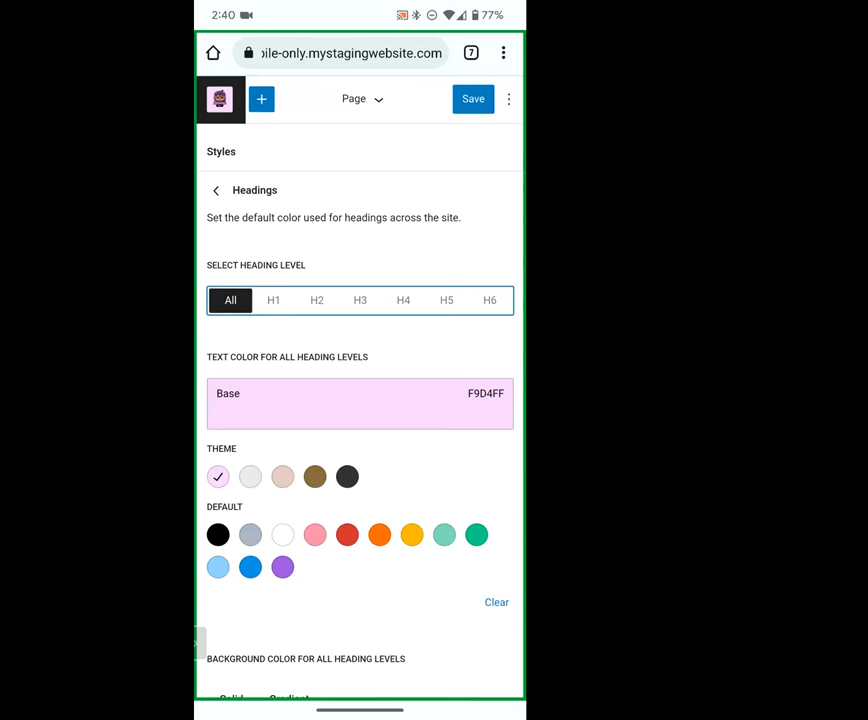 2:40
77%
ile-only.mystagingwebsite.com
7
Page
Save
Styles
Headings
Set the default color used for headings across the site.
SELECT HEADING LEVEL
All H1 H2 H3 H4 H5 H6
TEXT COLOR FOR ALL HEADING LEVELS
Base F9D4FF
THEME
DEFAULT
Clear
BACKGROUND COLOR FOR ALL HEADING LEVELS
Solid Gradient